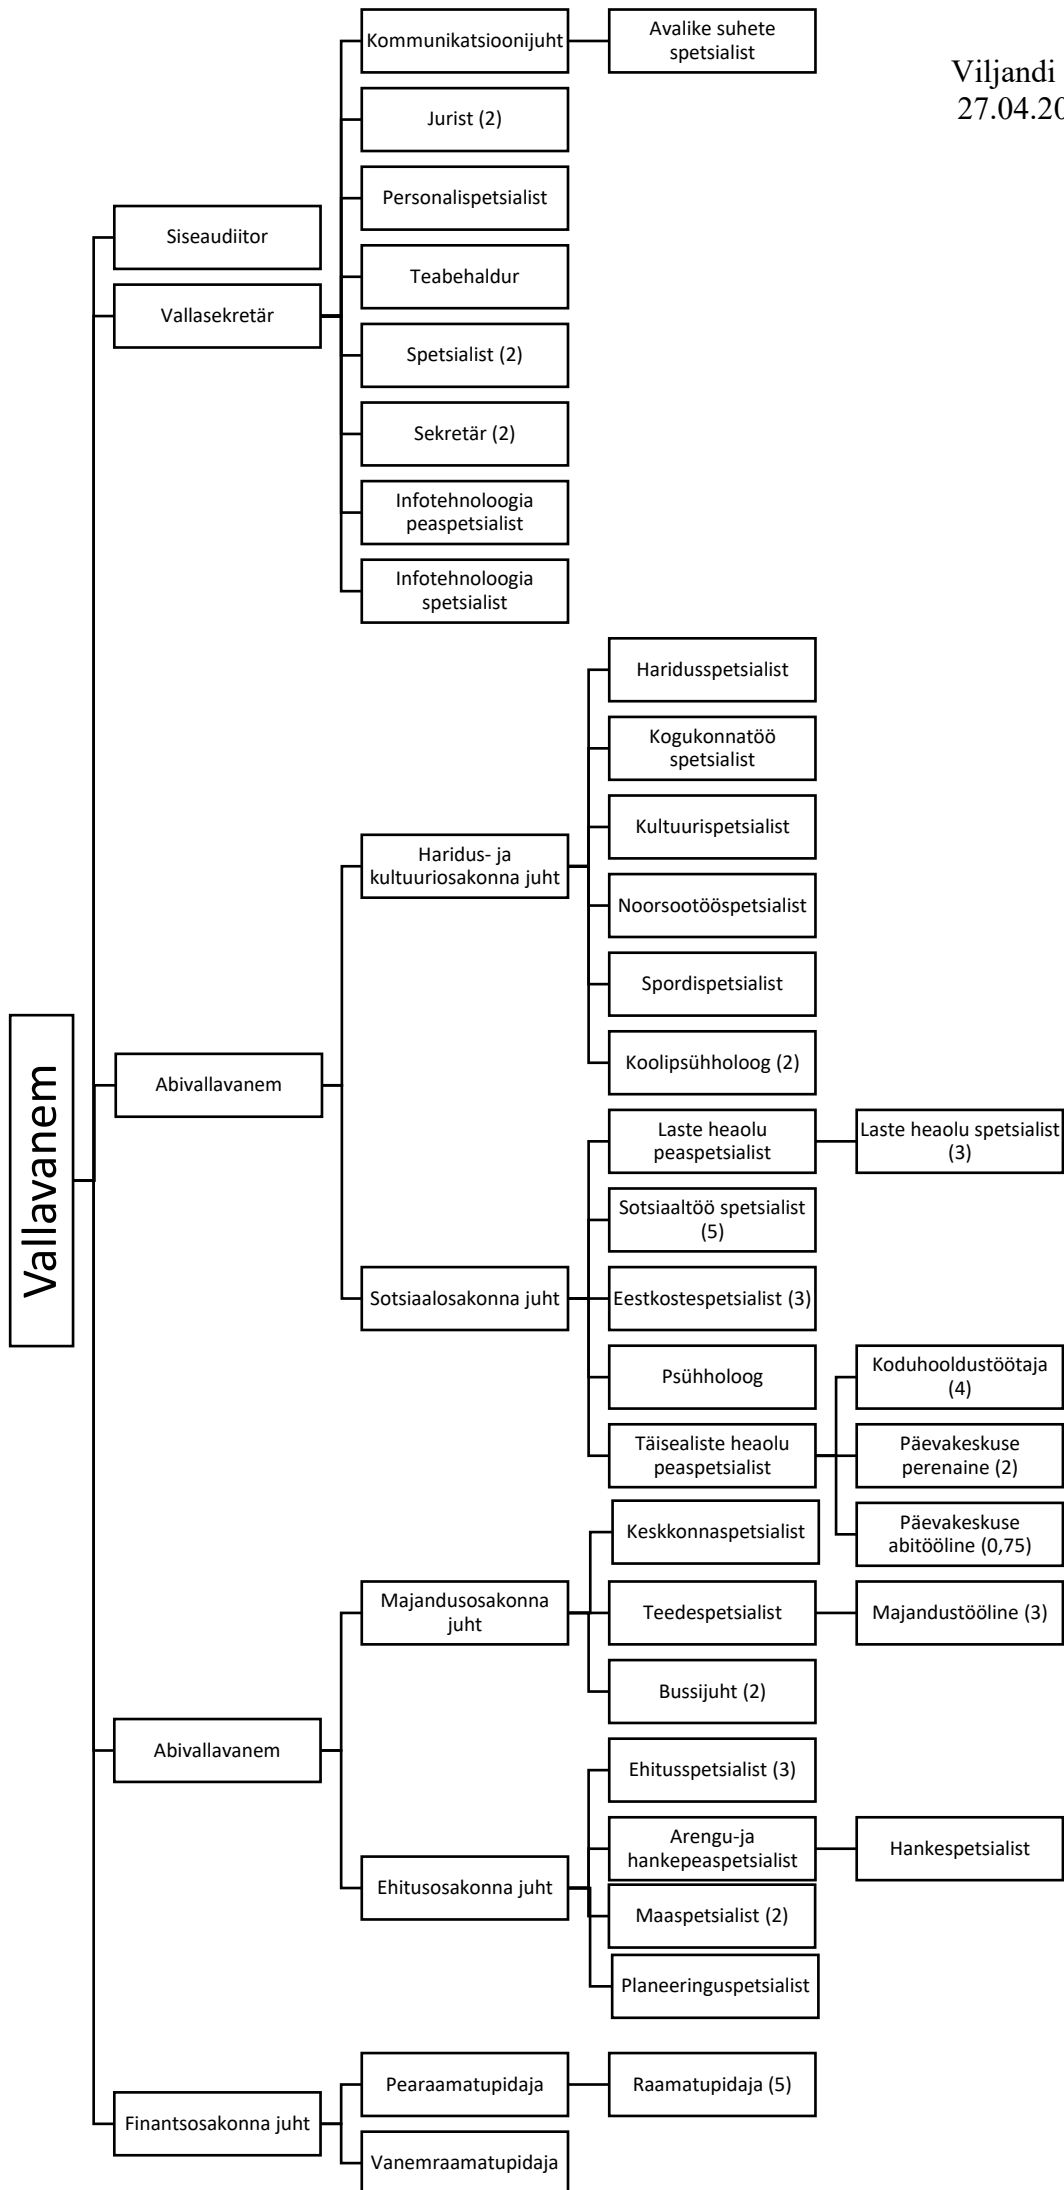 Viljandi
27.04.20
Vallavanem
Siseaudiitor
Vallasekretär
Kommunikatsioonijuht
Avalike suhete
spetsialist
Jurist (2)
Personalispetsialist
Teabehaldur
Spetsialist (2)
Sekretär (2)
Infotehnoloogia
peaspetsialist
Infotehnoloogia
spetsialist
Abivallavanem
Haridus- ja
kultuuriosakonna juht
Haridusspetsialist
Kogukonnatöö
spetsialist
Kultuurispetsialist
Noorsootööspetsialist
Spordispetsialist
Koolipsühholoog (2)
Sotsiaalosakonna juht
Laste heaolu
peaspetsialist
Laste heaolu spetsialist
(3)
Sotsiaaltöö spetsialist
(5)
Eestkostespetsialist (3)
Psühholoog
Täisealiste heaolu
peaspetsialist
Koduhooldustöötaja
(4)
Päevakeskuse
perenaine (2)
Päevakeskuse
abitööline (0,75)
Abivallavanem
Majandusosakonna
juht
Keskkonnaspetsialist
Teedespetsialist
Majandustööline (3)
Bussijuht (2)
Ehitusosakonna juht
Ehitusspetsialist (3)
Arengu-ja
hankepeaspetsialist
Hankespetsialist
Maaspetsialist (2)
Planeeringuspetsialist
Finantsosakonna juht
Pearaamatupidaja
Raamatupidaja (5)
Vanemraamatupidaja